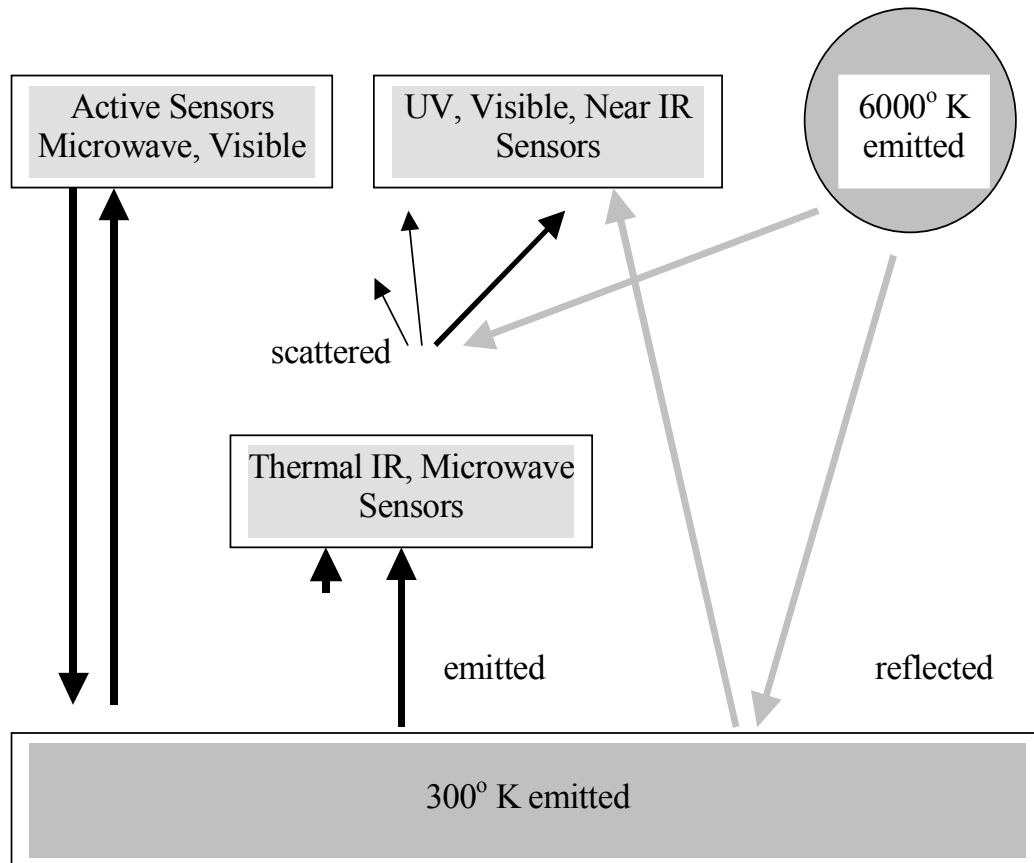 Active Sensors
Microwave, Visible
UV, Visible, Near IR
Sensors
6000° K
emitted
scattered
Thermal IR, Microwave
Sensors
emitted
reflected
300° K emitted